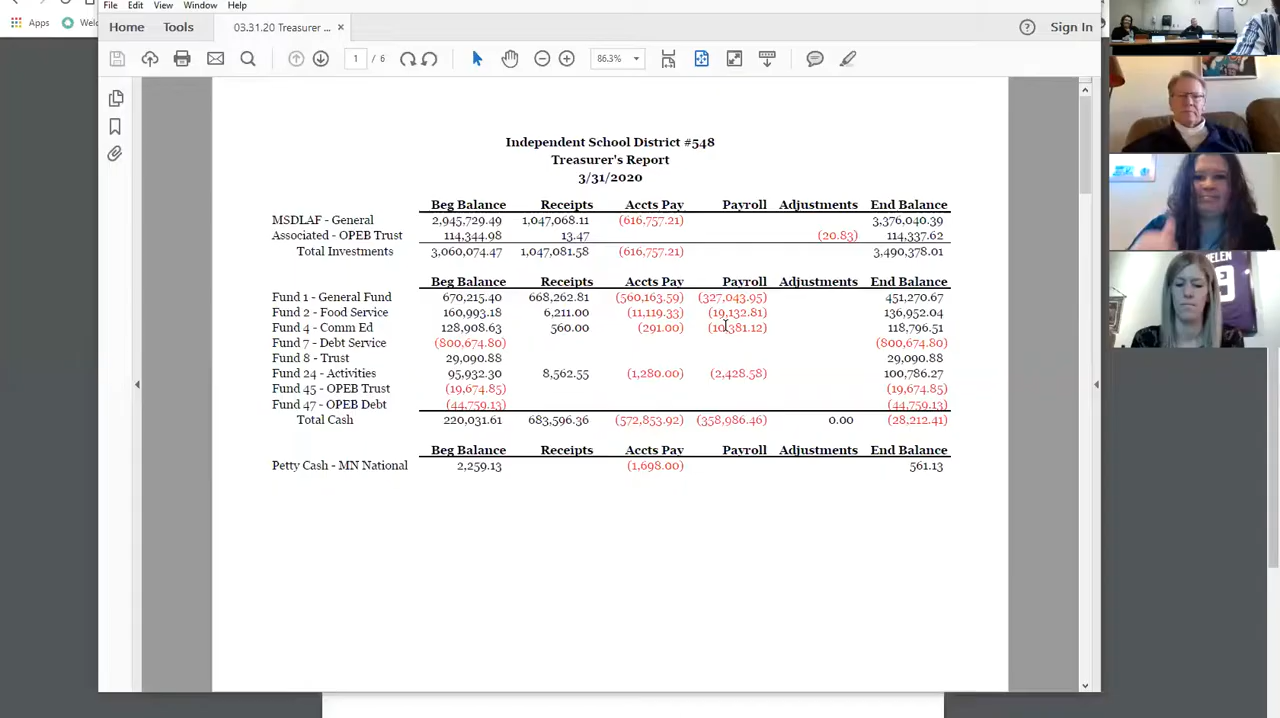 File Edit View Window Help
Apps
Home Tools 03.31.20 Treasurer ... × Sign In
1 / 6 86.3%
Independent School District #548
Treasurer's Report
3/31/2020
Beg Balance Receipts Accts Pay Payroll Adjustments End Balance
MSDLAF - General 2,945,729.49 1,047,068.11 (616,757.21) 3,376,040.39
Associated - OPEB Trust 114,344.98 13.47 (20.83) 114,337.62
Total Investments 3,060,074.47 1,047,081.58 (616,757.21) 3,490,378.01
Beg Balance Receipts Accts Pay Payroll Adjustments End Balance
Fund 1 - General Fund 670,215.40 668,262.81 (560,163.59) (327,043.95) 451,270.67
Fund 2 - Food Service 160,993.18 6,211.00 (11,119.33) (19,132.81) 136,952.04
Fund 4 - Comm Ed 128,908.63 560.00 (291.00) (10,381.12) 118,796.51
Fund 7 - Debt Service (800,674.80) (800,674.80)
Fund 8 - Trust 29,090.88 29,090.88
Fund 24 - Activities 95,932.30 8,562.55 (1,280.00) (2,428.58) 100,786.27
Fund 45 - OPEB Trust (19,674.85) (19,674.85)
Fund 47 - OPEB Debt (44,759.13) (44,759.13)
Total Cash 220,031.61 683,596.36 (572,853.92) (358,986.46) 0.00 (28,212.41)
Beg Balance Receipts Accts Pay Payroll Adjustments End Balance
Petty Cash - MN National 2,259.13 (1,698.00) 561.13